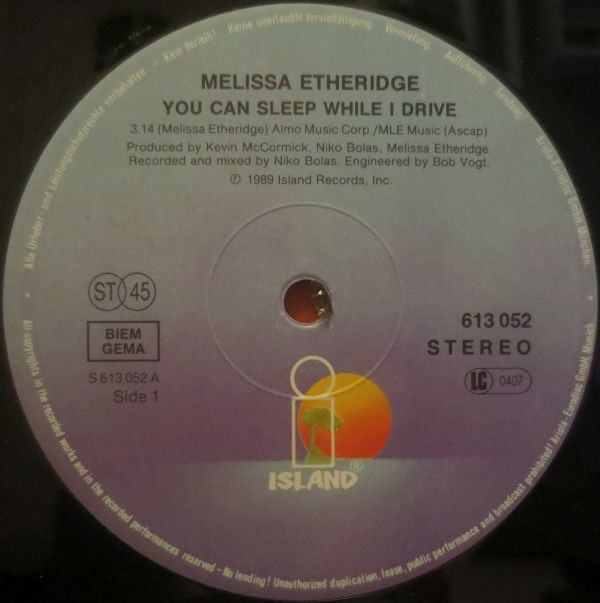 Alle Urheber- und Leistungsschutzrechte vorbehalten - Kein Verleih! Keine unerlaubte Vervielfältigung, Vermietung, Aufführung, Sendung! Ariola-Eurodisc GmbH München.
MELISSA ETHERIDGE
YOU CAN SLEEP WHILE I DRIVE
3.14 (Melissa Etheridge) Almo Music Corp./MLE Music (Ascap)
Produced by Kevin McCormick, Niko Bolas, Melissa Etheridge.
Recorded and mixed by Niko Bolas. Engineered by Bob Vogt.
℗ 1989 Island Records, Inc.
ST 45
BIEM
GEMA
S 613 052 A
Side 1
613 052
STEREO
LC 0407
i
ISLAND®
All copyrights in the recorded works and in the recorded performances reserved - No lending! Unauthorized duplication, lease, public performance and broadcast prohibited! Ariola-Eurodisc GmbH Munich.